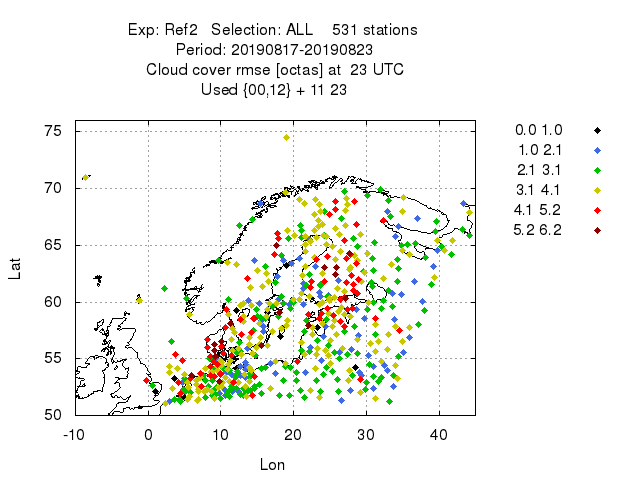 Exp: Ref2 Selection: ALL 531 stations
Period: 20190817-20190823
Cloud cover rmse [octas] at 23 UTC
Used {00,12} + 11 23
0.0 1.0
1.0 2.1
2.1 3.1
3.1 4.1
4.1 5.2
5.2 6.2
75
70
65
60
55
50
Lat
-10 0 10 20 30 40
Lon